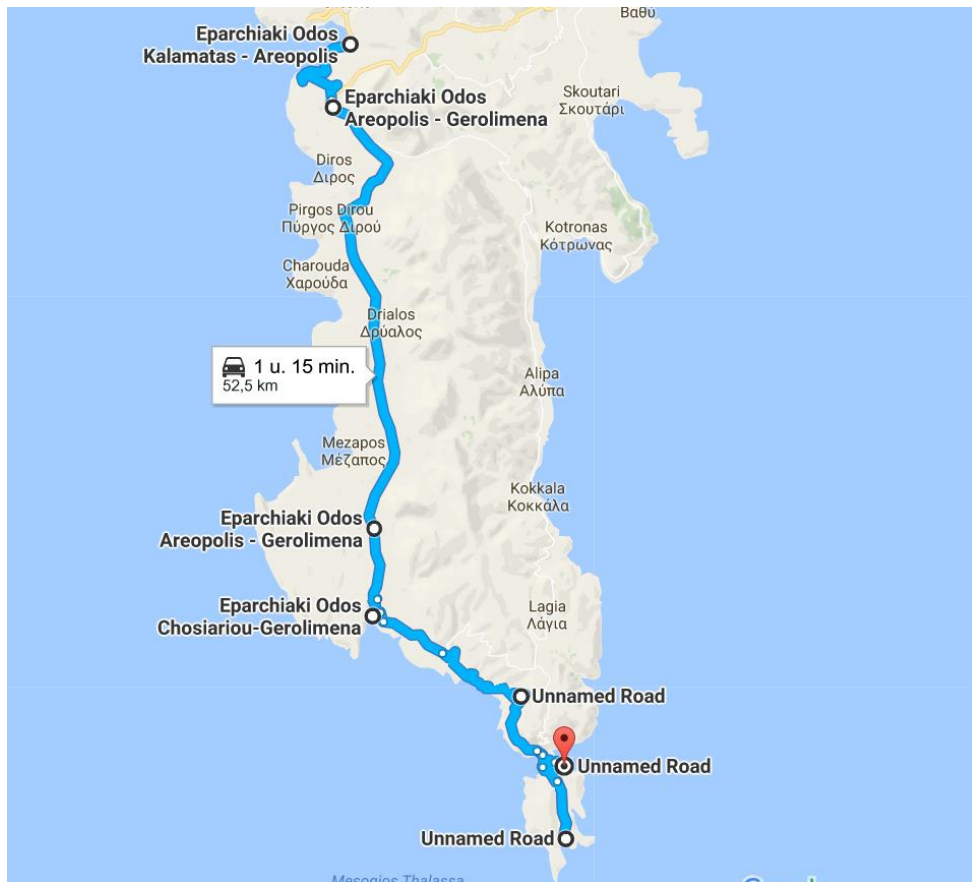 Βαθύ
Eparchiaki Odos
Kalamatas - Areopolis
Eparchiaki Odos
Areopolis - Gerolimena
Skoutari
Σκουτάρι
Diros
Διρος
Pirgos Dirou
Πύργος Διρού
Kotronas
Κότρωνας
Charouda
Χαρούδα
Drialos
Δρύαλος
1 u. 15 min.
52,5 km
Alipa
Αλύπα
Mezapos
Μέζαπος
Kokkala
Κοκκάλα
Eparchiaki Odos
Areopolis - Gerolimena
Eparchiaki Odos
Chosiariou-Gerolimena
Lagia
Λάγια
Unnamed Road
Unnamed Road
Unnamed Road
Mesogios Thalassa